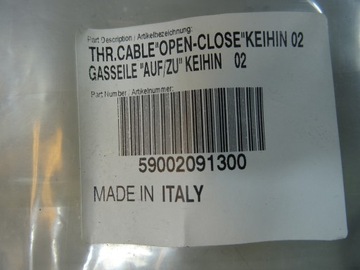 Part Description / Artikelbezeichnung:
THR.CABLE"OPEN-CLOSE"KEIHIN 02
GASSEILE "AUF/ZU" KEIHIN 02
Part Number / Artikelnummer:
59002091300
MADE IN ITALY